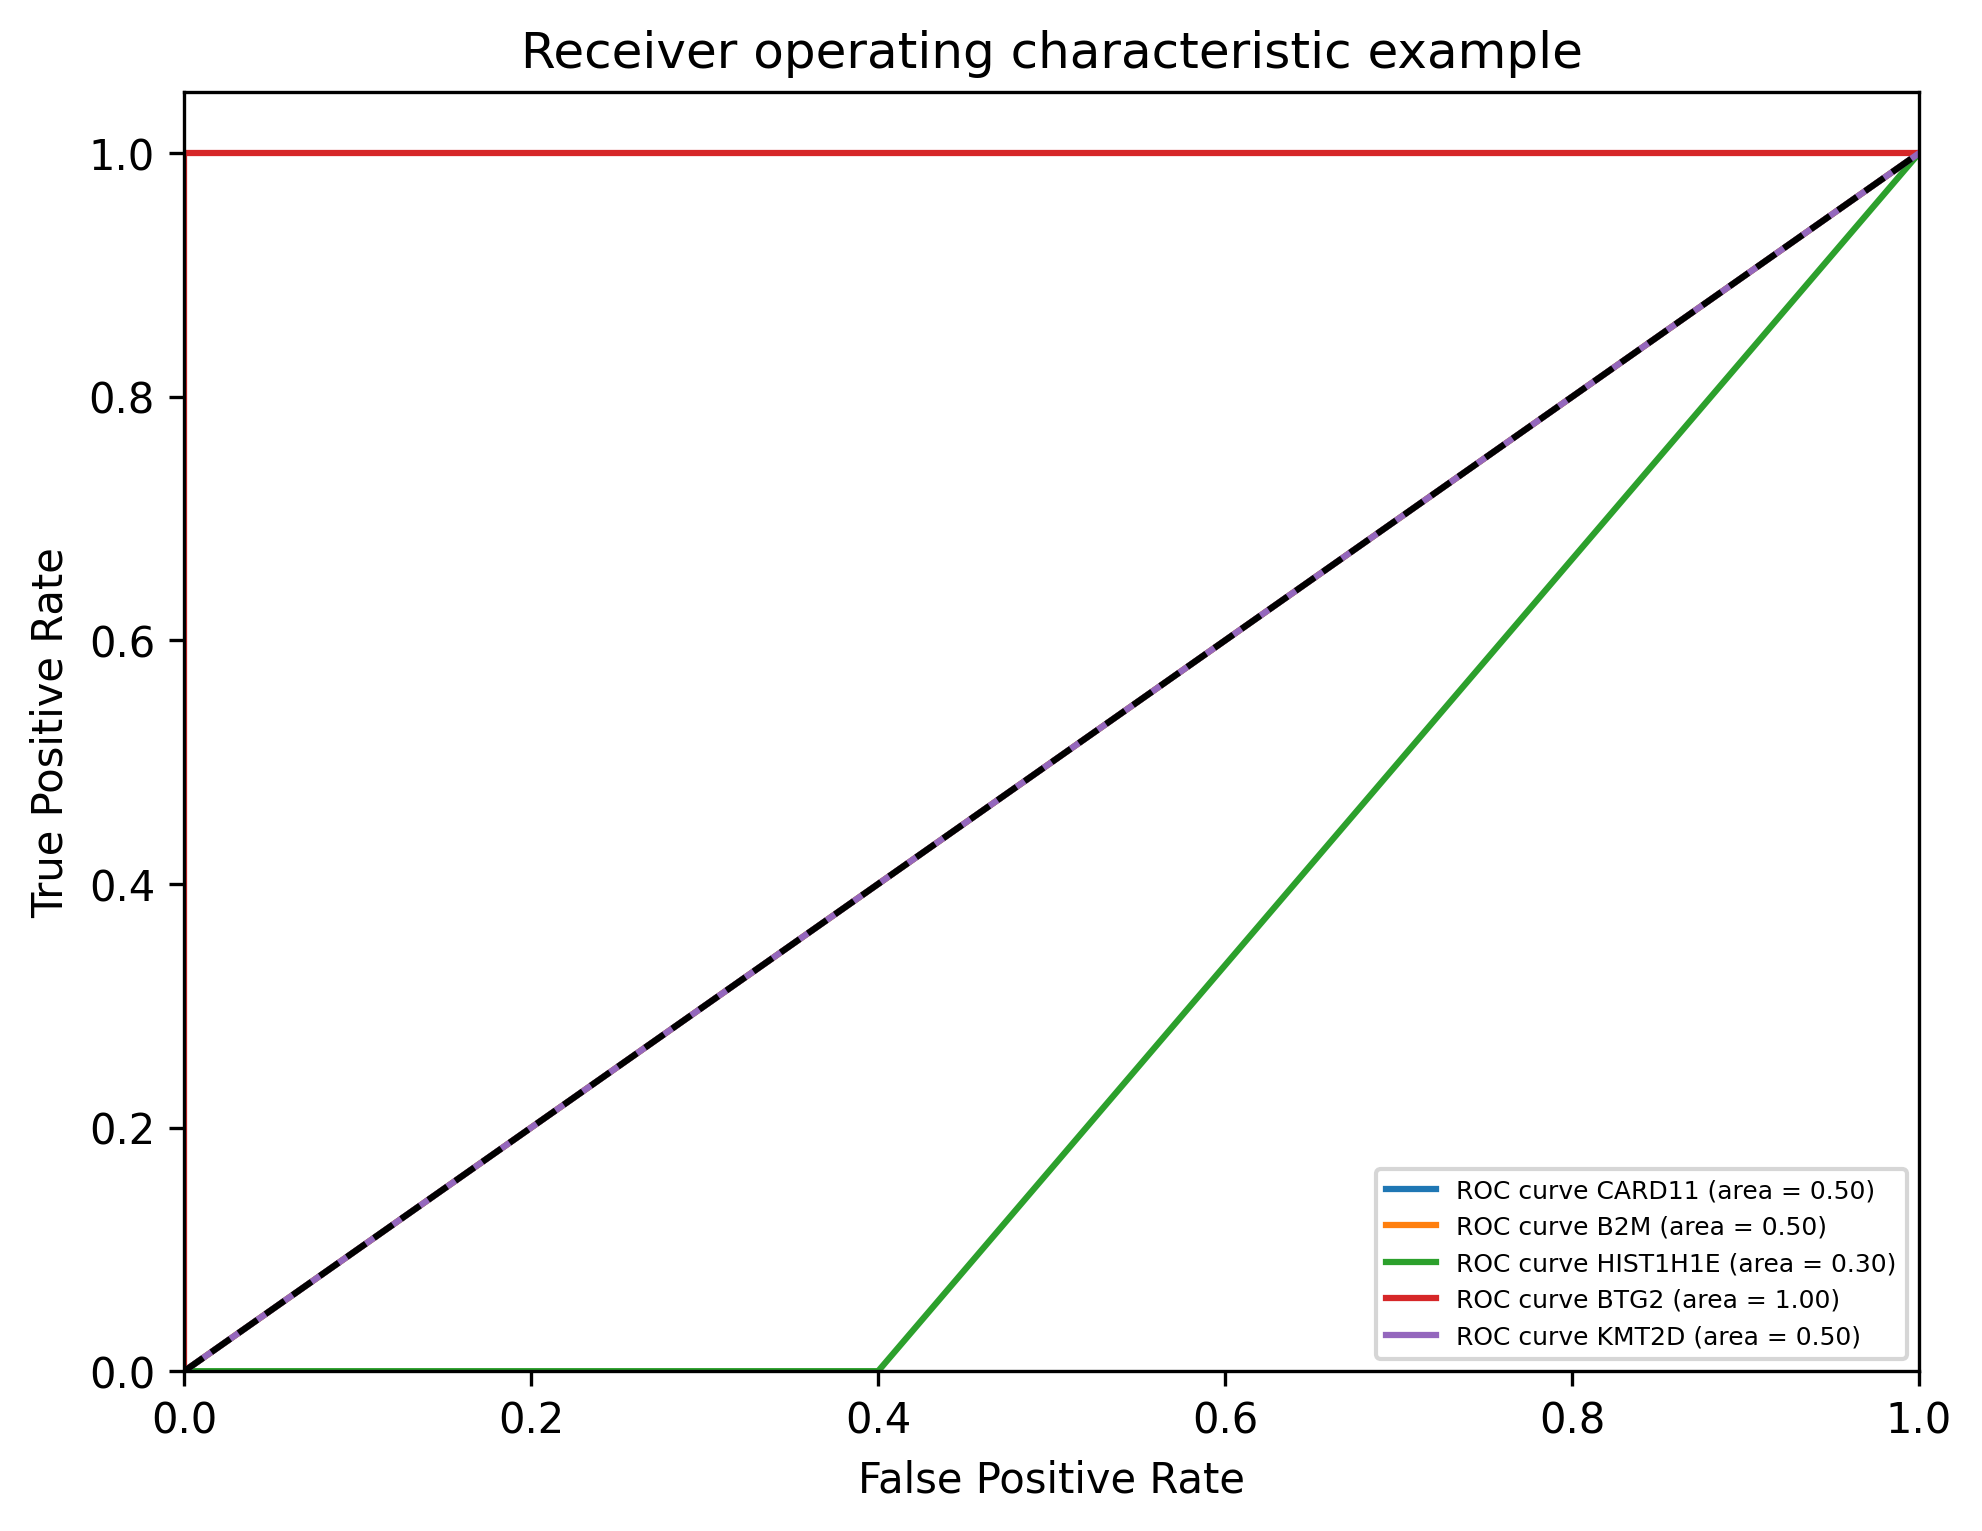 Receiver operating characteristic example
1.0
0.8
0.6
0.4
0.2
0.0
True Positive Rate
0.0 0.2 0.4 0.6 0.8 1.0
False Positive Rate
ROC curve CARD11 (area = 0.50)
ROC curve B2M (area = 0.50)
ROC curve HIST1H1E (area = 0.30)
ROC curve BTG2 (area = 1.00)
ROC curve KMT2D (area = 0.50)